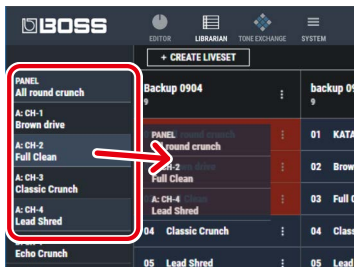 BOSS
EDITOR
LIBRARIAN
TONE EXCHANGE
SYSTEM
+ CREATE LIVESET
PANEL
All round crunch
A: CH-1
Brown drive
A: CH-2
Full Clean
A: CH-3
Classic Crunch
A: CH-4
Lead Shred
Echo Crunch
Backup 0904
9
PANEL
round crunch
CH-2
Full Clean
A: CH-4
Lead Shred
04 Classic Crunch
05 Lead Shred
backup 09
9
01 KATA
02 Brow
03 Full C
04 Class
05 Lead